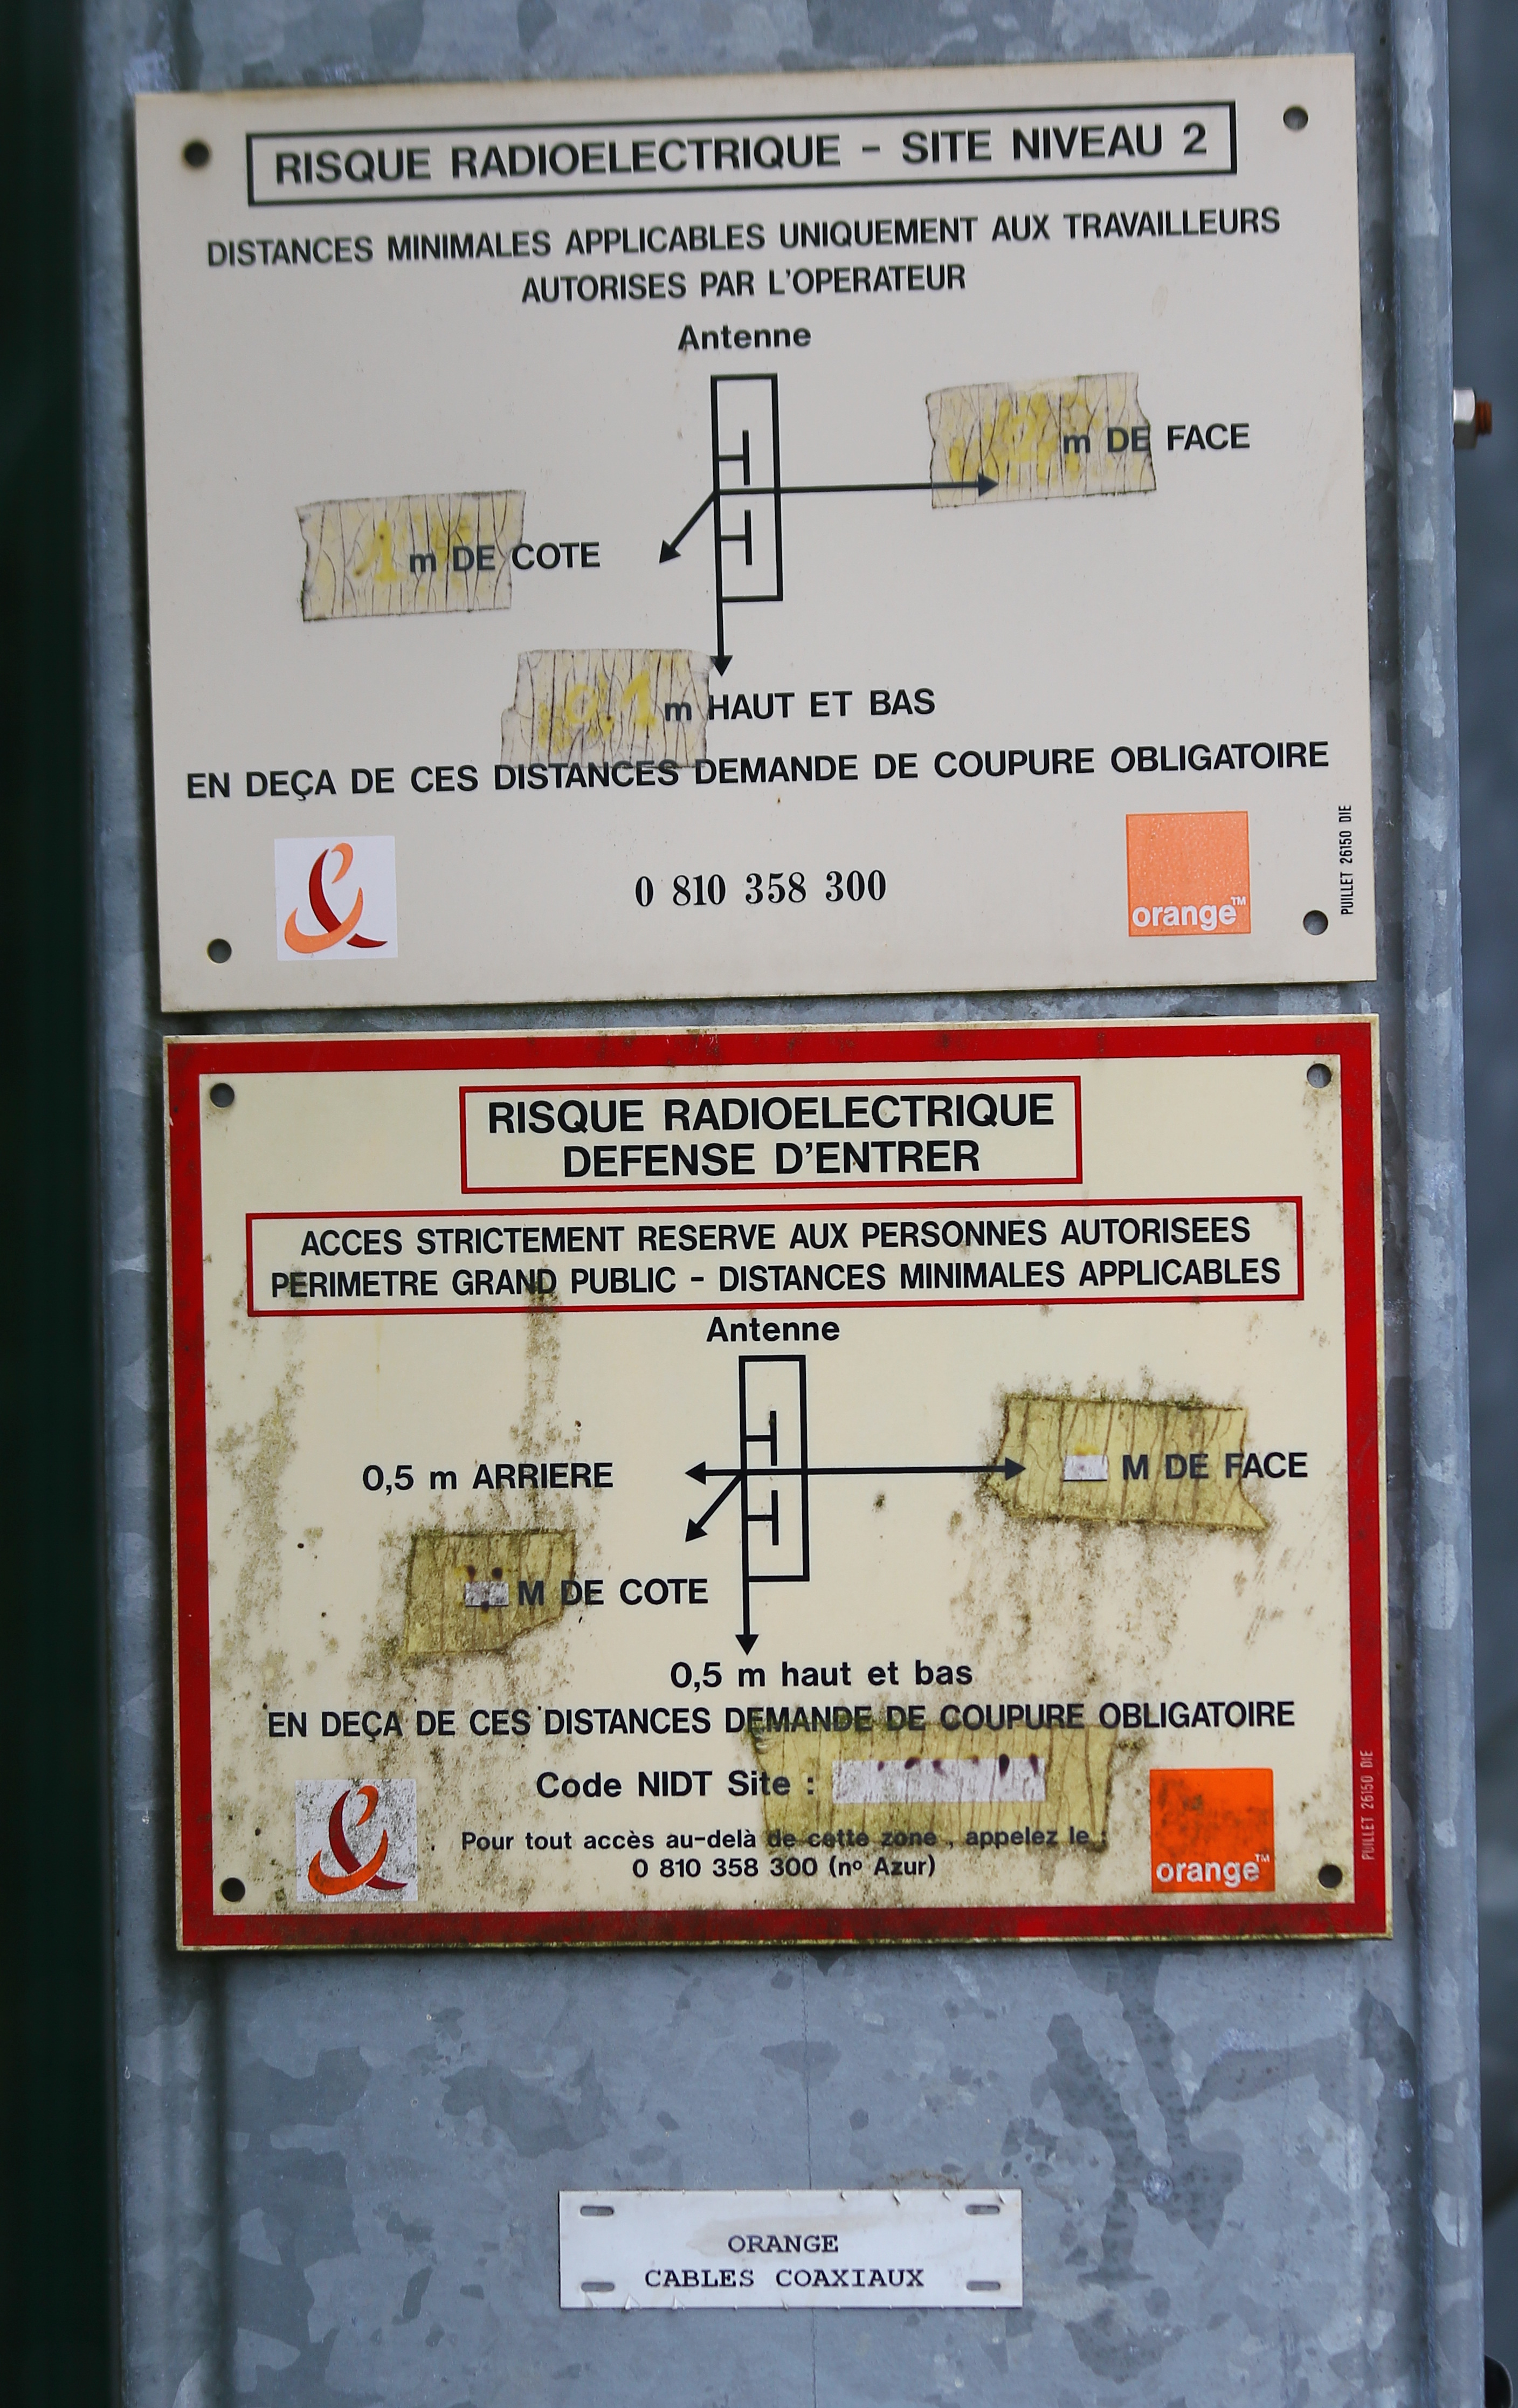 RISQUE RADIOELECTRIQUE - SITE NIVEAU 2
DISTANCES MINIMALES APPLICABLES UNIQUEMENT AUX TRAVAILLEURS
AUTORISES PAR L'OPERATEUR
Antenne
m DE FACE
1 m DE COTE
0,1 m HAUT ET BAS
EN DEÇA DE CES DISTANCES DEMANDE DE COUPURE OBLIGATOIRE
0 810 358 300
orange™
PUILLET 26150 DIE
RISQUE RADIOELECTRIQUE
DEFENSE D'ENTRER
ACCES STRICTEMENT RESERVE AUX PERSONNES AUTORISEES
PERIMETRE GRAND PUBLIC - DISTANCES MINIMALES APPLICABLES
Antenne
0,5 m ARRIERE
M DE FACE
M DE COTE
0,5 m haut et bas
EN DEÇA DE CES DISTANCES DEMANDE DE COUPURE OBLIGATOIRE
Code NIDT Site :
Pour tout accès au-delà de cette zone, appelez le :
0 810 358 300 (nº Azur)
orange™
PUILLET 26150 DIE
ORANGE
CABLES COAXIAUX